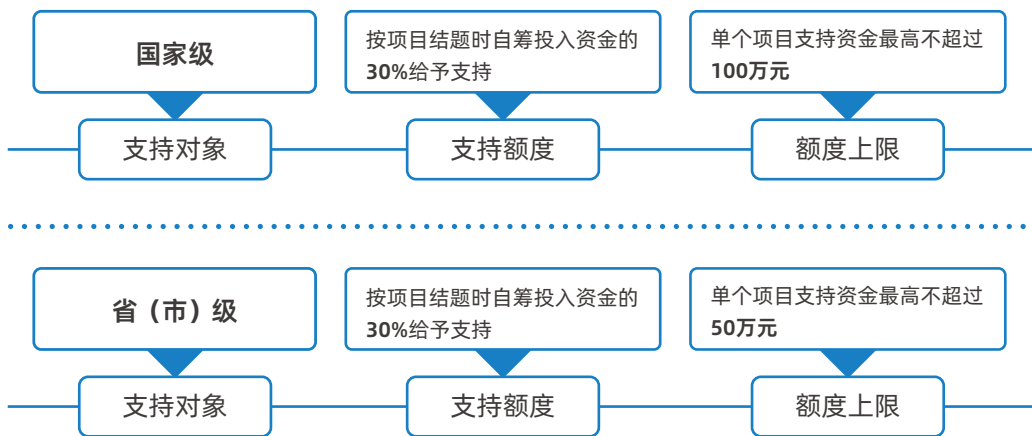 国家级
按项目结题时自筹投入资金的
30%给予支持
单个项目支持资金最高不超过
100万元
支持对象
支持额度
额度上限
省（市）级
按项目结题时自筹投入资金的
30%给予支持
单个项目支持资金最高不超过
50万元
支持对象
支持额度
额度上限